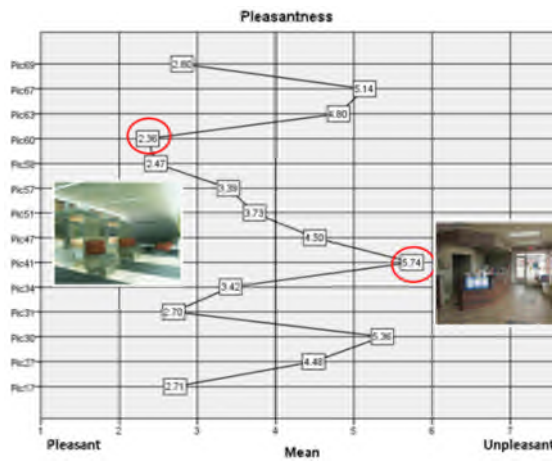 Pleasantness
Pic69 2.80
Pic67 5.14
Pic63 4.80
Pic60 2.36
Pic58 2.47
Pic57 3.39
Pic51 3.73
Pic47 4.50
Pic41 5.74
Pic34 3.42
Pic31 2.70
Pic30 5.36
Pic27 4.48
Pic17 2.71
1 2 3 4 5 6 7
Pleasant Mean Unpleasant